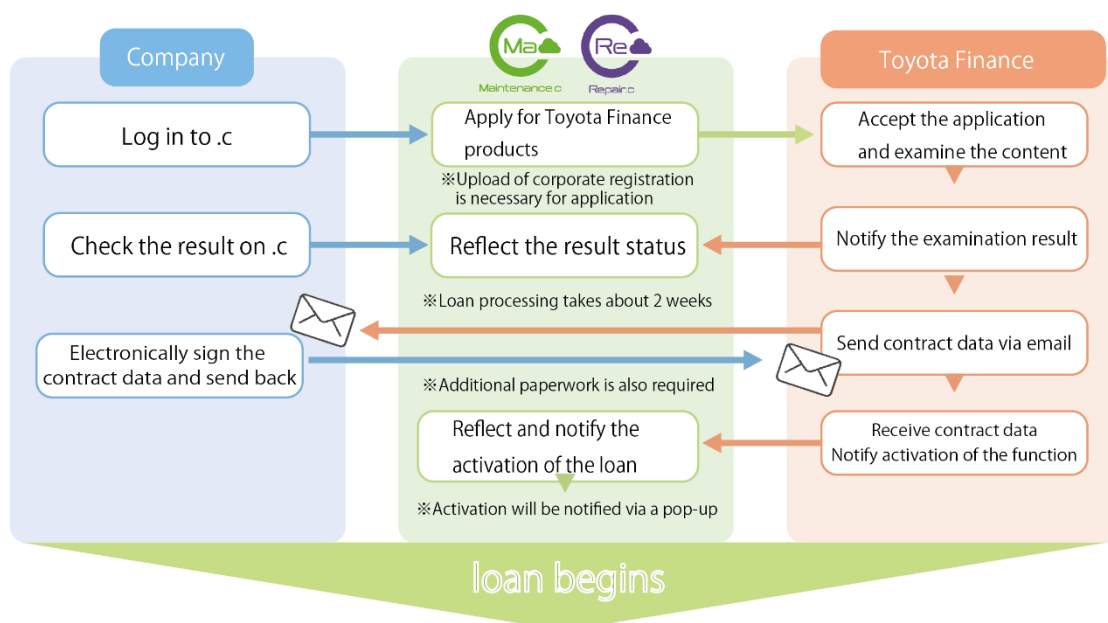 Company
Ma
Maintenance.c
Re
Repair.c
Toyota Finance
Log in to .c
Apply for Toyota Finance
products
Accept the application
and examine the content
※Upload of corporate registration
is necessary for application
Check the result on .c
Reflect the result status
Notify the examination result
※Loan processing takes about 2 weeks
Send contract data via email
Electronically sign the
contract data and send back
※Additional paperwork is also required
Reflect and notify the
activation of the loan
Receive contract data
Notify activation of the function
※Activation will be notified via a pop-up
loan begins